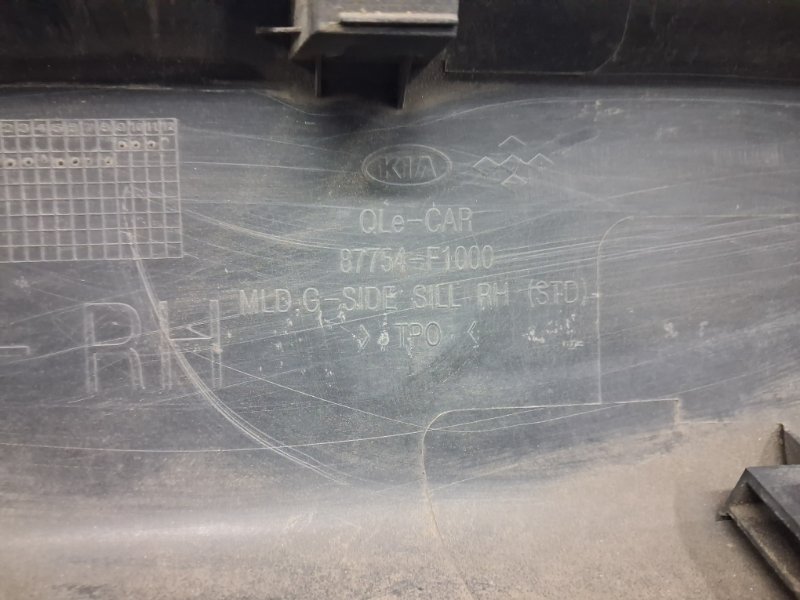 KIA
QLe-CAR
87754-F1000
MLD G-SIDE SILL RH (STD)
> TPO <
- RH